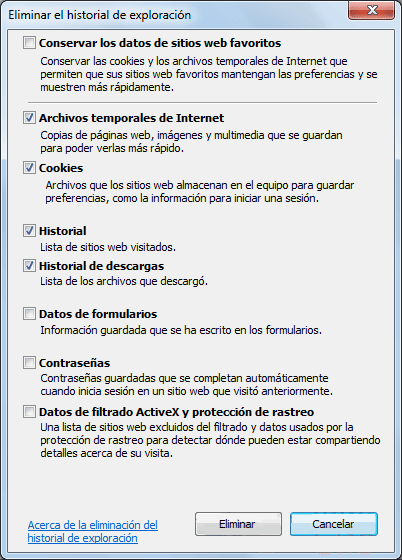 Eliminar el historial de exploración
Conservar los datos de sitios web favoritos
Conservar las cookies y los archivos temporales de Internet que
permiten que sus sitios web favoritos mantengan las preferencias y se
muestren más rápidamente.
Archivos temporales de Internet
Copias de páginas web, imágenes y multimedia que se guardan
para poder verlas más rápido.
Cookies
Archivos que los sitios web almacenan en el equipo para guardar
preferencias, como la información para iniciar una sesión.
Historial
Lista de sitios web visitados.
Historial de descargas
Lista de los archivos que descargó.
Datos de formularios
Información guardada que se ha escrito en los formularios.
Contraseñas
Contraseñas guardadas que se completan automáticamente
cuando inicia sesión en un sitio web que visitó anteriormente.
Datos de filtrado ActiveX y protección de rastreo
Una lista de sitios web excluidos del filtrado y datos usados por la
protección de rastreo para detectar dónde pueden estar compartiendo
detalles acerca de su visita.
Acerca de la eliminación del
historial de exploración
Eliminar
Cancelar